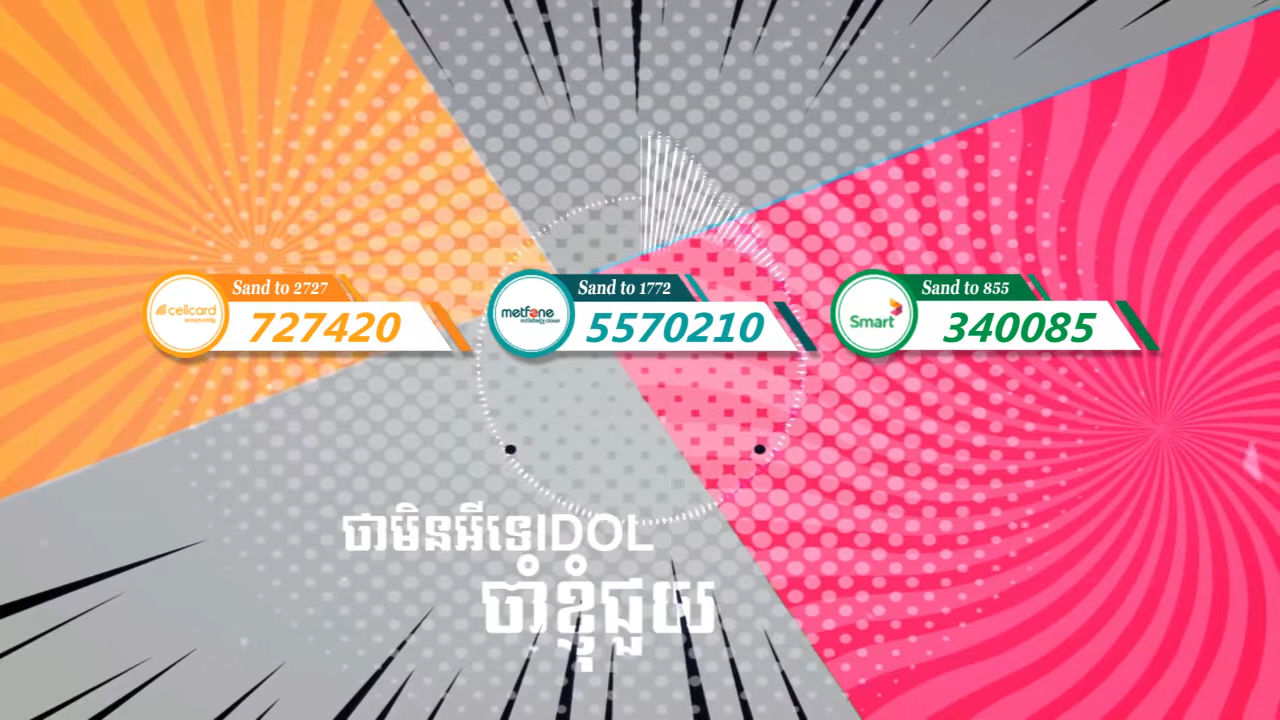 Sand to 2727
cellcard
727420
Sand to 1772
metfone
5570210
Sand to 855
Smart
340085
ថាមិនអីទេIDOL
ចាំខ្ញុំជួយ